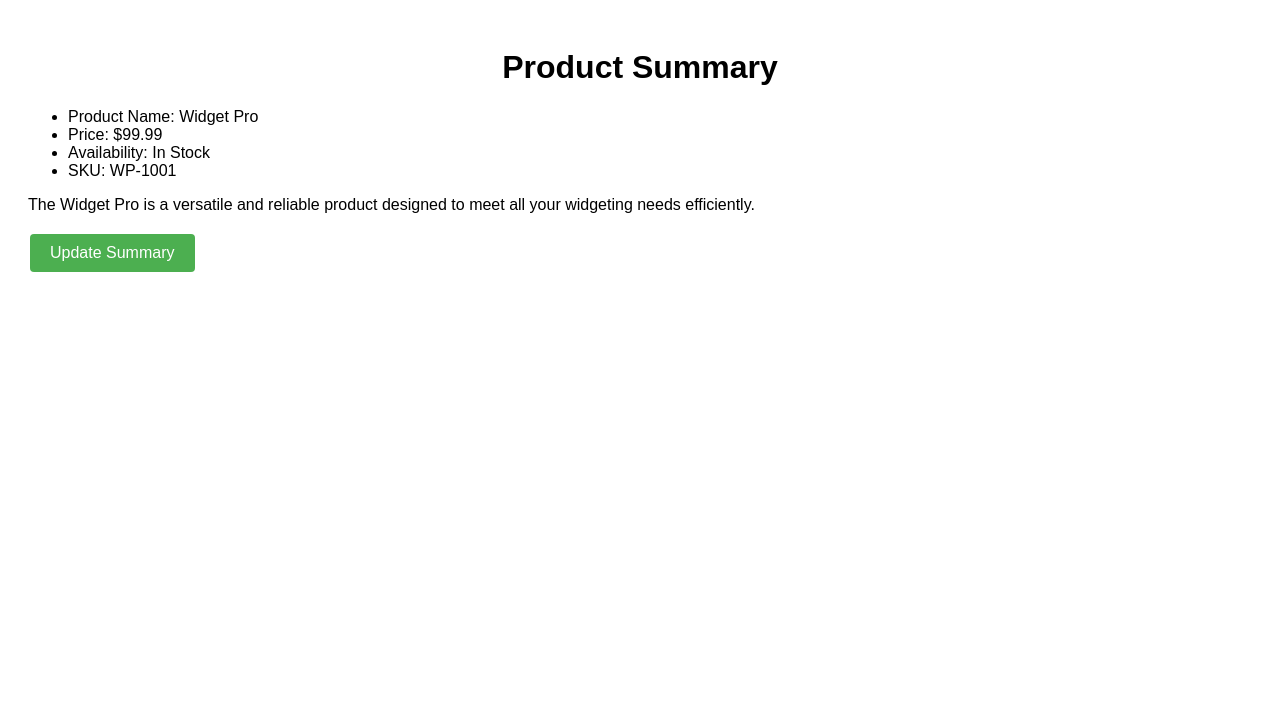 Product Summary
Product Name: Widget Pro
Price: $99.99
Availability: In Stock
SKU: WP-1001
The Widget Pro is a versatile and reliable product designed to meet all your widgeting needs efficiently.
Update Summary